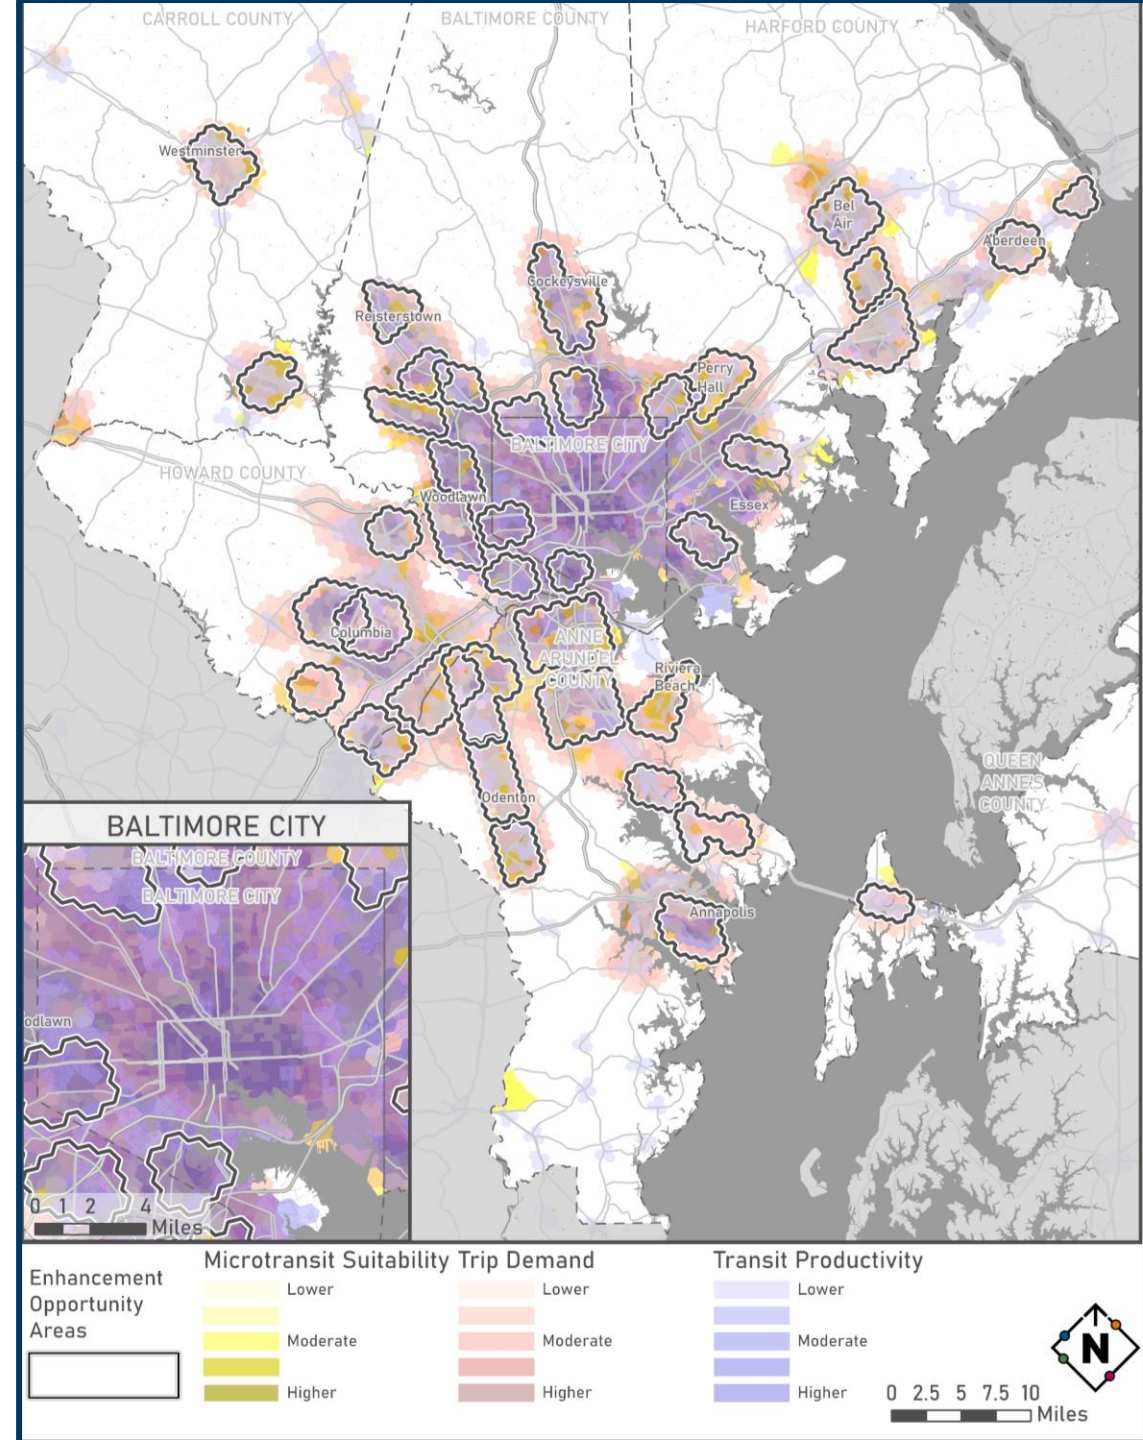 CARROLL COUNTY
BALTIMORE COUNTY
HARFORD COUNTY
Westminster
Bel
Air
Aberdeen
Cockeysville
Reisterstown
Perry
Hall
BALTIMORE CITY
HOWARD COUNTY
Woodlawn
Essex
Columbia
ANNE
ARUNDEL
COUNTY
Riviera
Beach
QUEEN
ANNE'S
COUNTY
Odenton
Annapolis
BALTIMORE CITY
BALTIMORE COUNTY
BALTIMORE CITY
odlawn
0 1 2 4
Miles
Enhancement
Opportunity
Areas
Microtransit Suitability
Lower
Moderate
Higher
Trip Demand
Lower
Moderate
Higher
Transit Productivity
Lower
Moderate
Higher
N
0 2.5 5 7.5 10
Miles